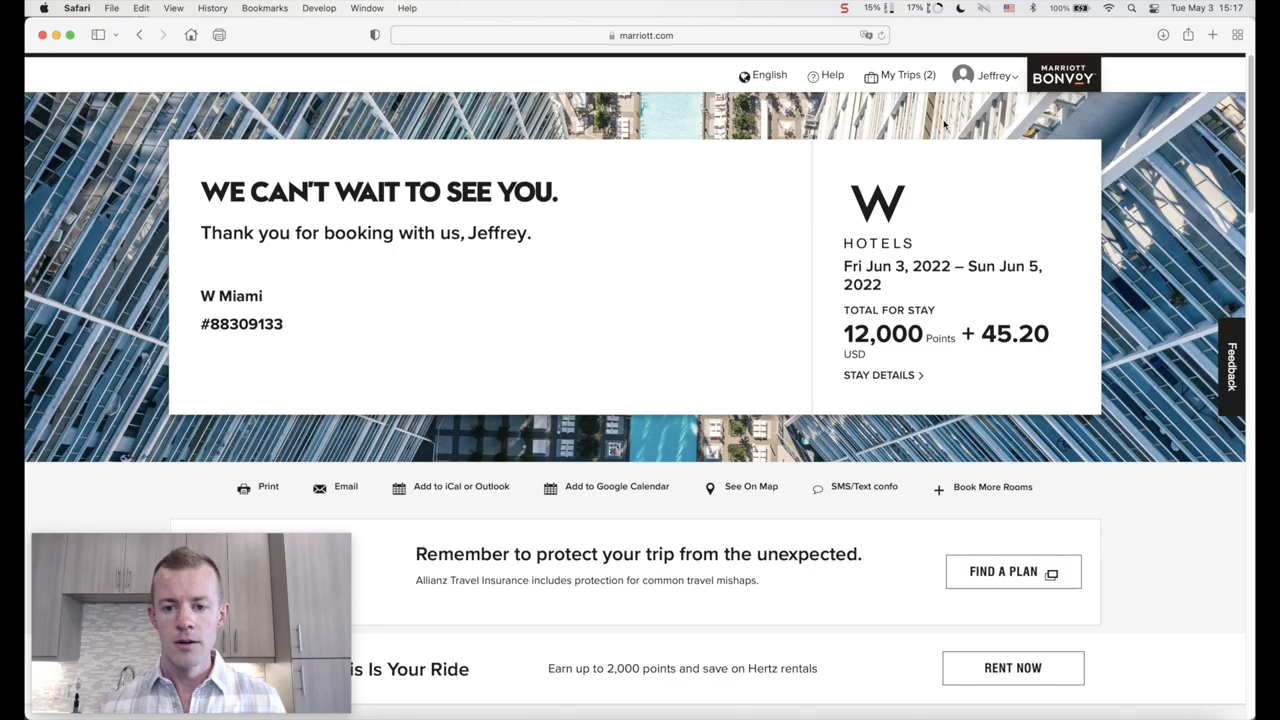 Safari File Edit View History Bookmarks Develop Window Help 15% 17% 100% Tue May 3 15:17
marriott.com
English Help My Trips (2) Jeffrey MARRIOTT BONVOY
WE CAN'T WAIT TO SEE YOU.
Thank you for booking with us, Jeffrey.
W Miami
#88309133
W
HOTELS
Fri Jun 3, 2022 – Sun Jun 5,
2022
TOTAL FOR STAY
12,000 Points + 45.20
USD
STAY DETAILS >
Feedback
Print Email Add to iCal or Outlook Add to Google Calendar See On Map SMS/Text confo Book More Rooms
Remember to protect your trip from the unexpected.
Allianz Travel Insurance includes protection for common travel mishaps.
FIND A PLAN
is Is Your Ride
Earn up to 2,000 points and save on Hertz rentals
RENT NOW